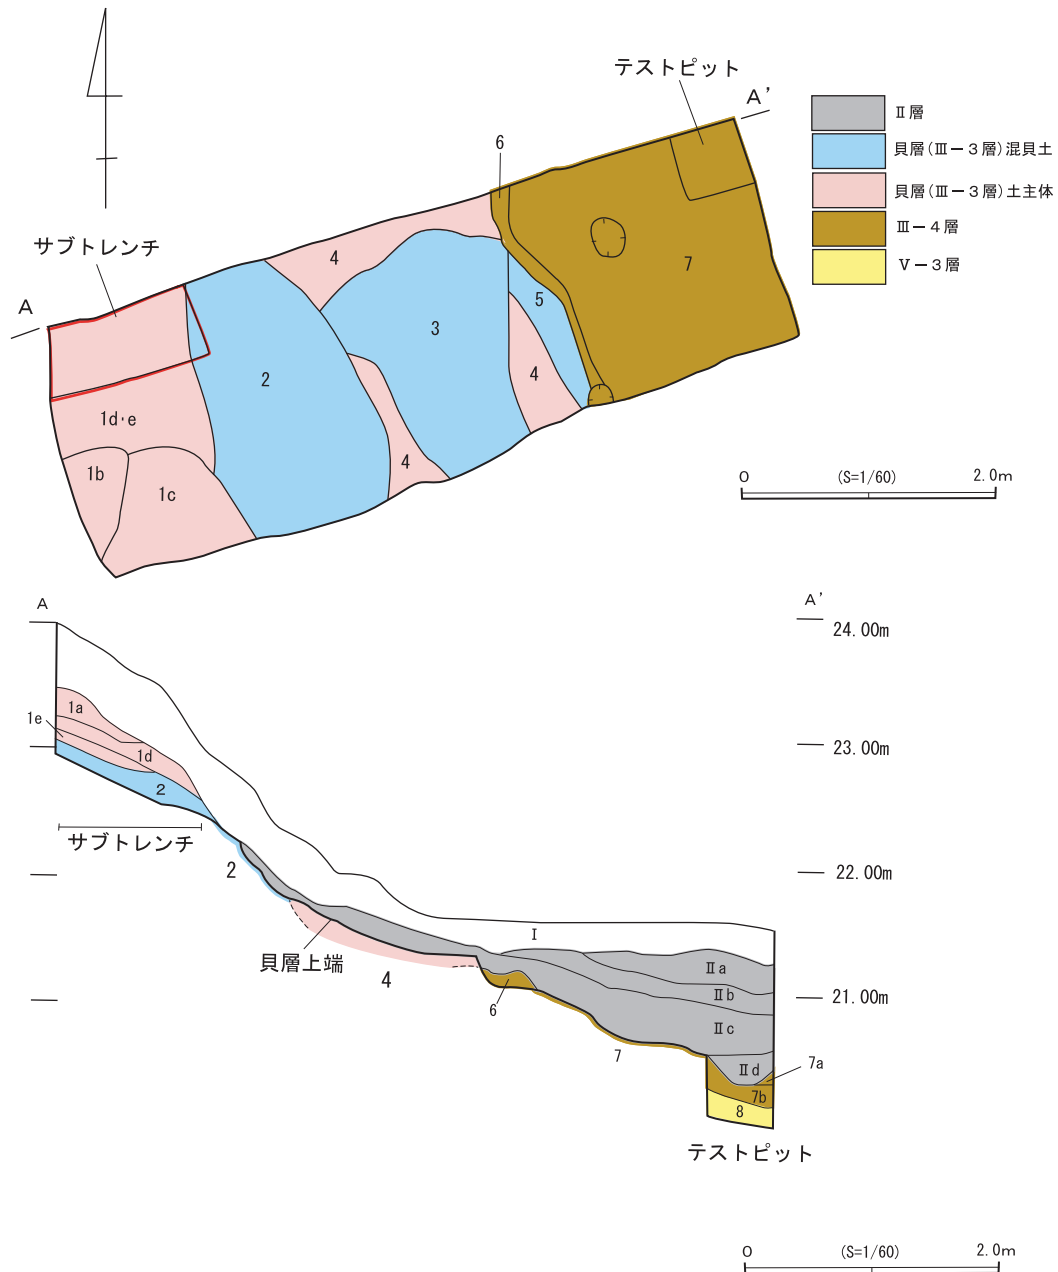 テストピット
A'
6
サブトレンチ
A
4
5
7
3
2
4
1d・e
4
1b
1c
Ⅱ層
貝層(Ⅲ－3層)混貝土
貝層(Ⅲ－3層)土主体
Ⅲ－4層
Ⅴ－3層
0 (S=1/60) 2.0m
A
A'
24.00m
1a
1e
1d
23.00m
2
サブトレンチ
2
22.00m
貝層上端
4
Ⅰ
Ⅱa
Ⅱb
21.00m
6
Ⅱc
7
Ⅱd
7a
7b
8
テストピット
0 (S=1/60) 2.0m